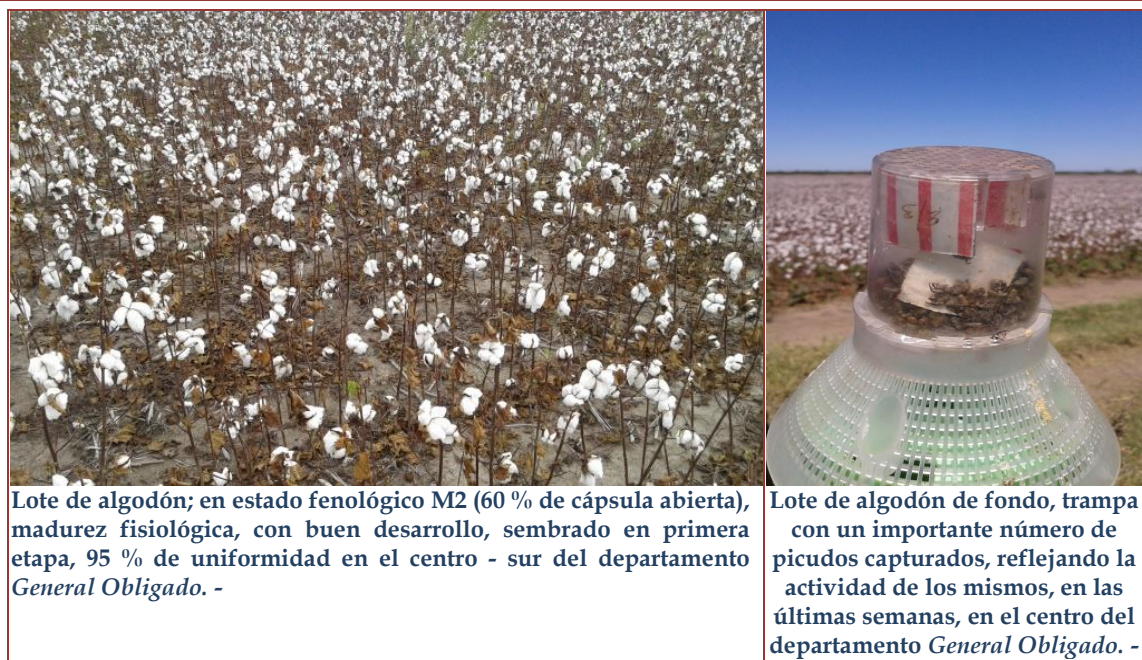 Lote de algodón; en estado fenológico M2 (60 % de cápsula abierta),
madurez fisiológica, con buen desarrollo, sembrado en primera
etapa, 95 % de uniformidad en el centro - sur del departamento
General Obligado. -
Lote de algodón de fondo, trampa
con un importante número de
picudos capturados, reflejando la
actividad de los mismos, en las
últimas semanas, en el centro del
departamento General Obligado. -